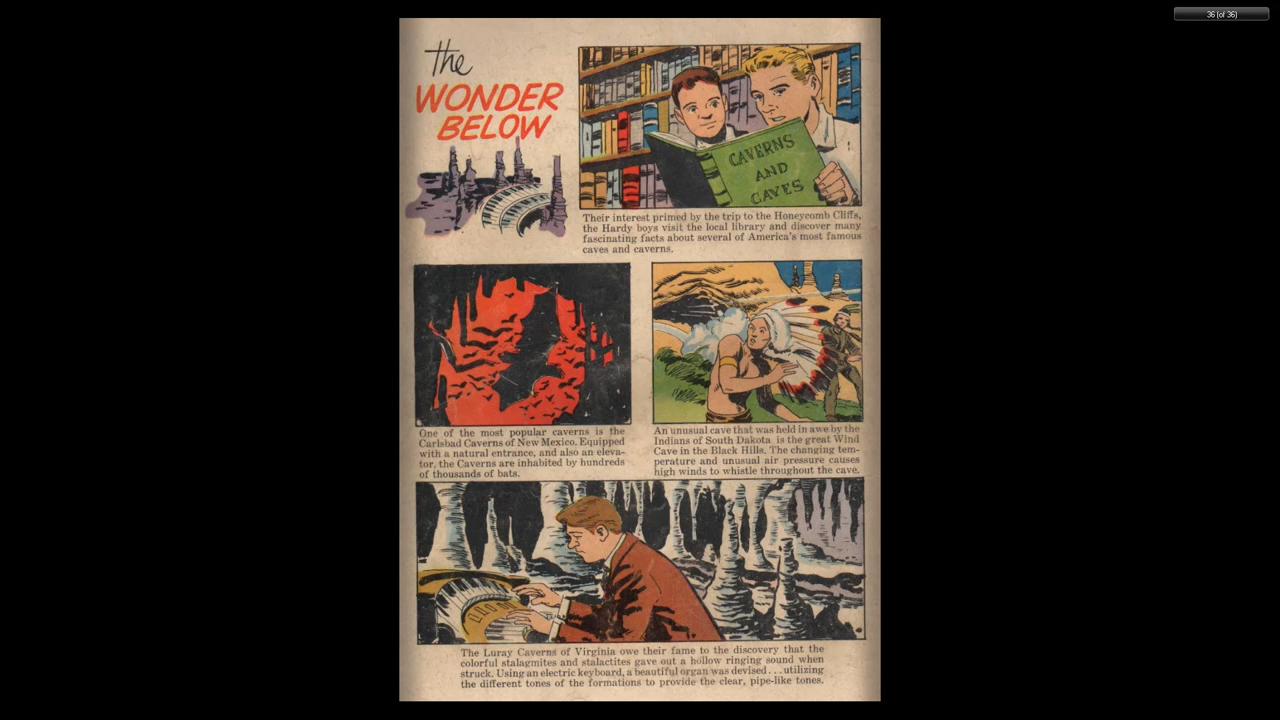 36 (of 36)
the
WONDER
BELOW
CAVERNS
AND
CAVES
Their interest primed by the trip to the Honeycomb Cliffs,
the Hardy boys visit the local library and discover many
fascinating facts about several of America's most famous
caves and caverns.
One of the most popular caverns is the
Carlsbad Caverns of New Mexico. Equipped
with a natural entrance, and also an eleva-
tor, the Caverns are inhabited by hundreds
of thousands of bats.
An unusual cave that was held in awe by the
Indians of South Dakota is the great Wind
Cave in the Black Hills. The changing tem-
perature and unusual air pressure causes
high winds to whistle throughout the cave.
The Luray Caverns of Virginia owe their fame to the discovery that the
colorful stalagmites and stalactites gave out a hollow ringing sound when
struck. Using an electric keyboard, a beautiful organ was devised . . . utilizing
the different tones of the formations to provide the clear, pipe-like tones.